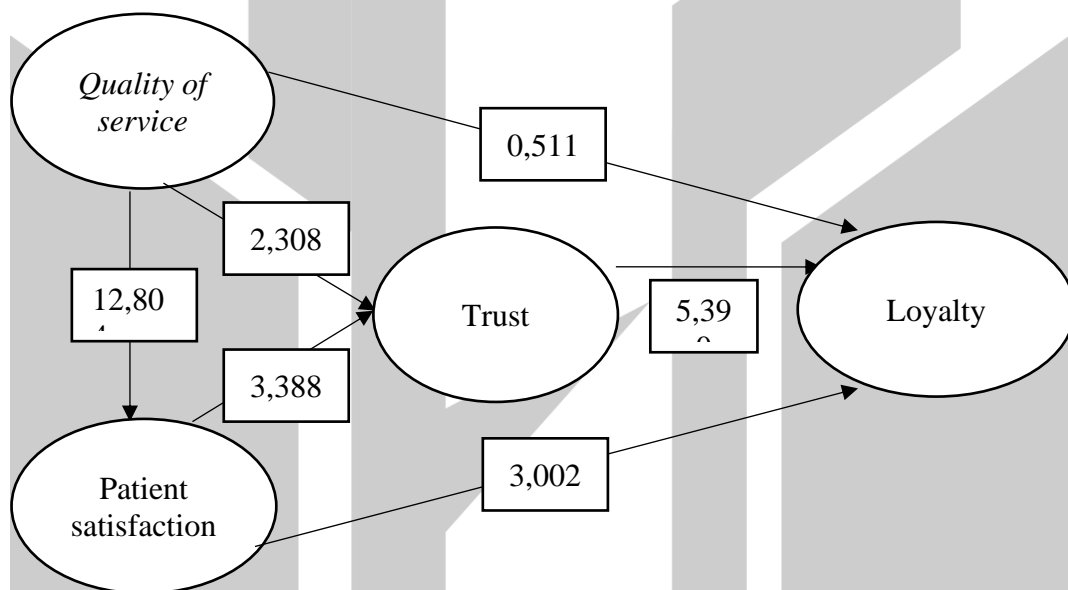 Quality of
service
0,511
2,308
12,80
Trust
5,39
Loyalty
3,388
3,002
Patient
satisfaction